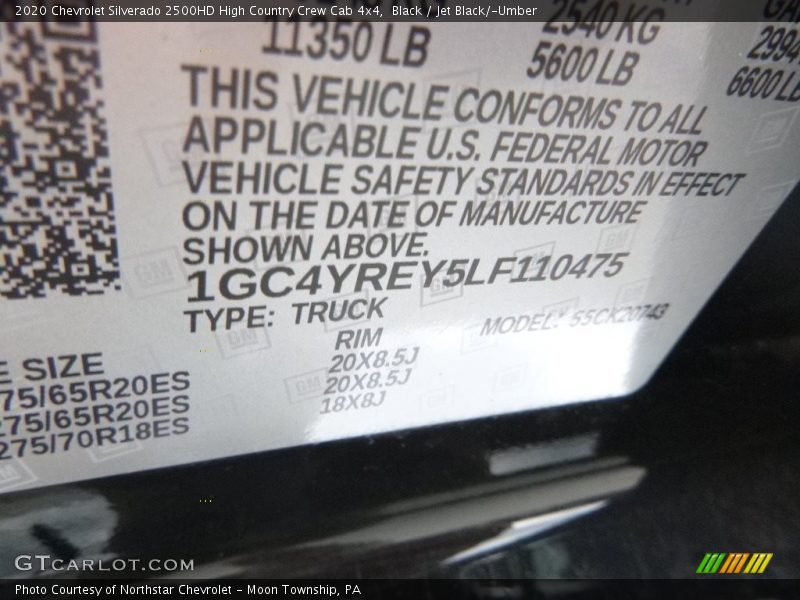 2020 Chevrolet Silverado 2500HD High Country Crew Cab 4x4, Black / Jet Black/­Umber
11350 LB 2540 KG
5600 LB 6600 LB
THIS VEHICLE CONFORMS TO ALL
APPLICABLE U.S. FEDERAL MOTOR
VEHICLE SAFETY STANDARDS IN EFFECT
ON THE DATE OF MANUFACTURE
SHOWN ABOVE.
1GC4YREY5LF110475
TYPE: TRUCK
MODEL: 55CK20743
SIZE RIM
75/65R20ES 20X8.5J
275/65R20ES 20X8.5J
275/70R18ES 18X8J
GTCARLOT.COM
Photo Courtesy of Northstar Chevrolet - Moon Township, PA